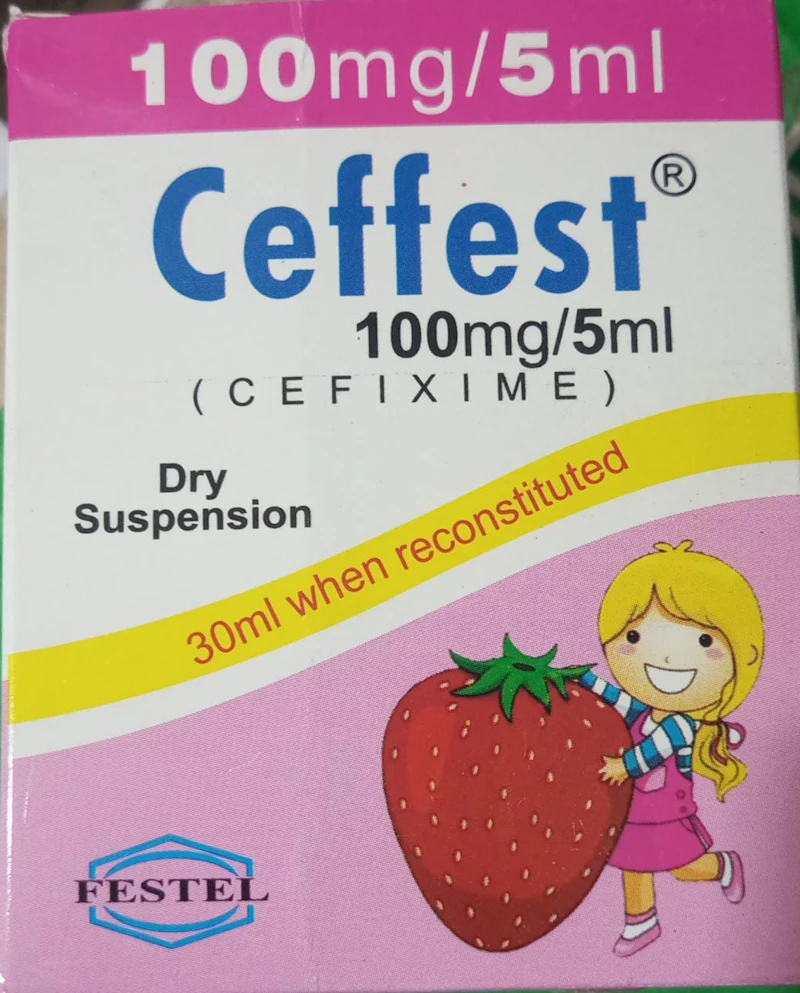 100mg/5ml
Ceffest®
100mg/5ml
(CEFIXIME)
Dry
Suspension
30ml when reconstituted
FESTEL